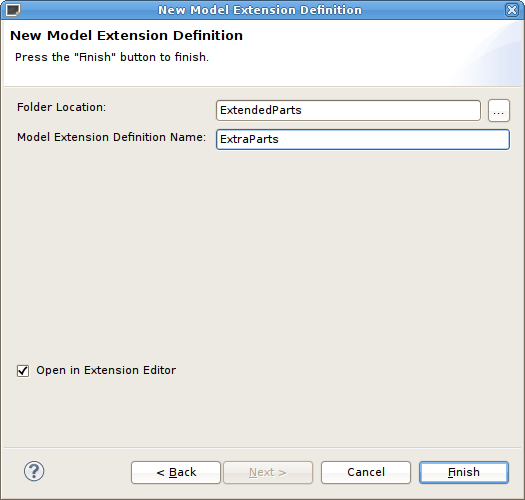 New Model Extension Definition
New Model Extension Definition
Press the "Finish" button to finish.
Folder Location:
ExtendedParts
...
Model Extension Definition Name:
ExtraParts
Open in Extension Editor
?
< Back
Next >
Cancel
Finish